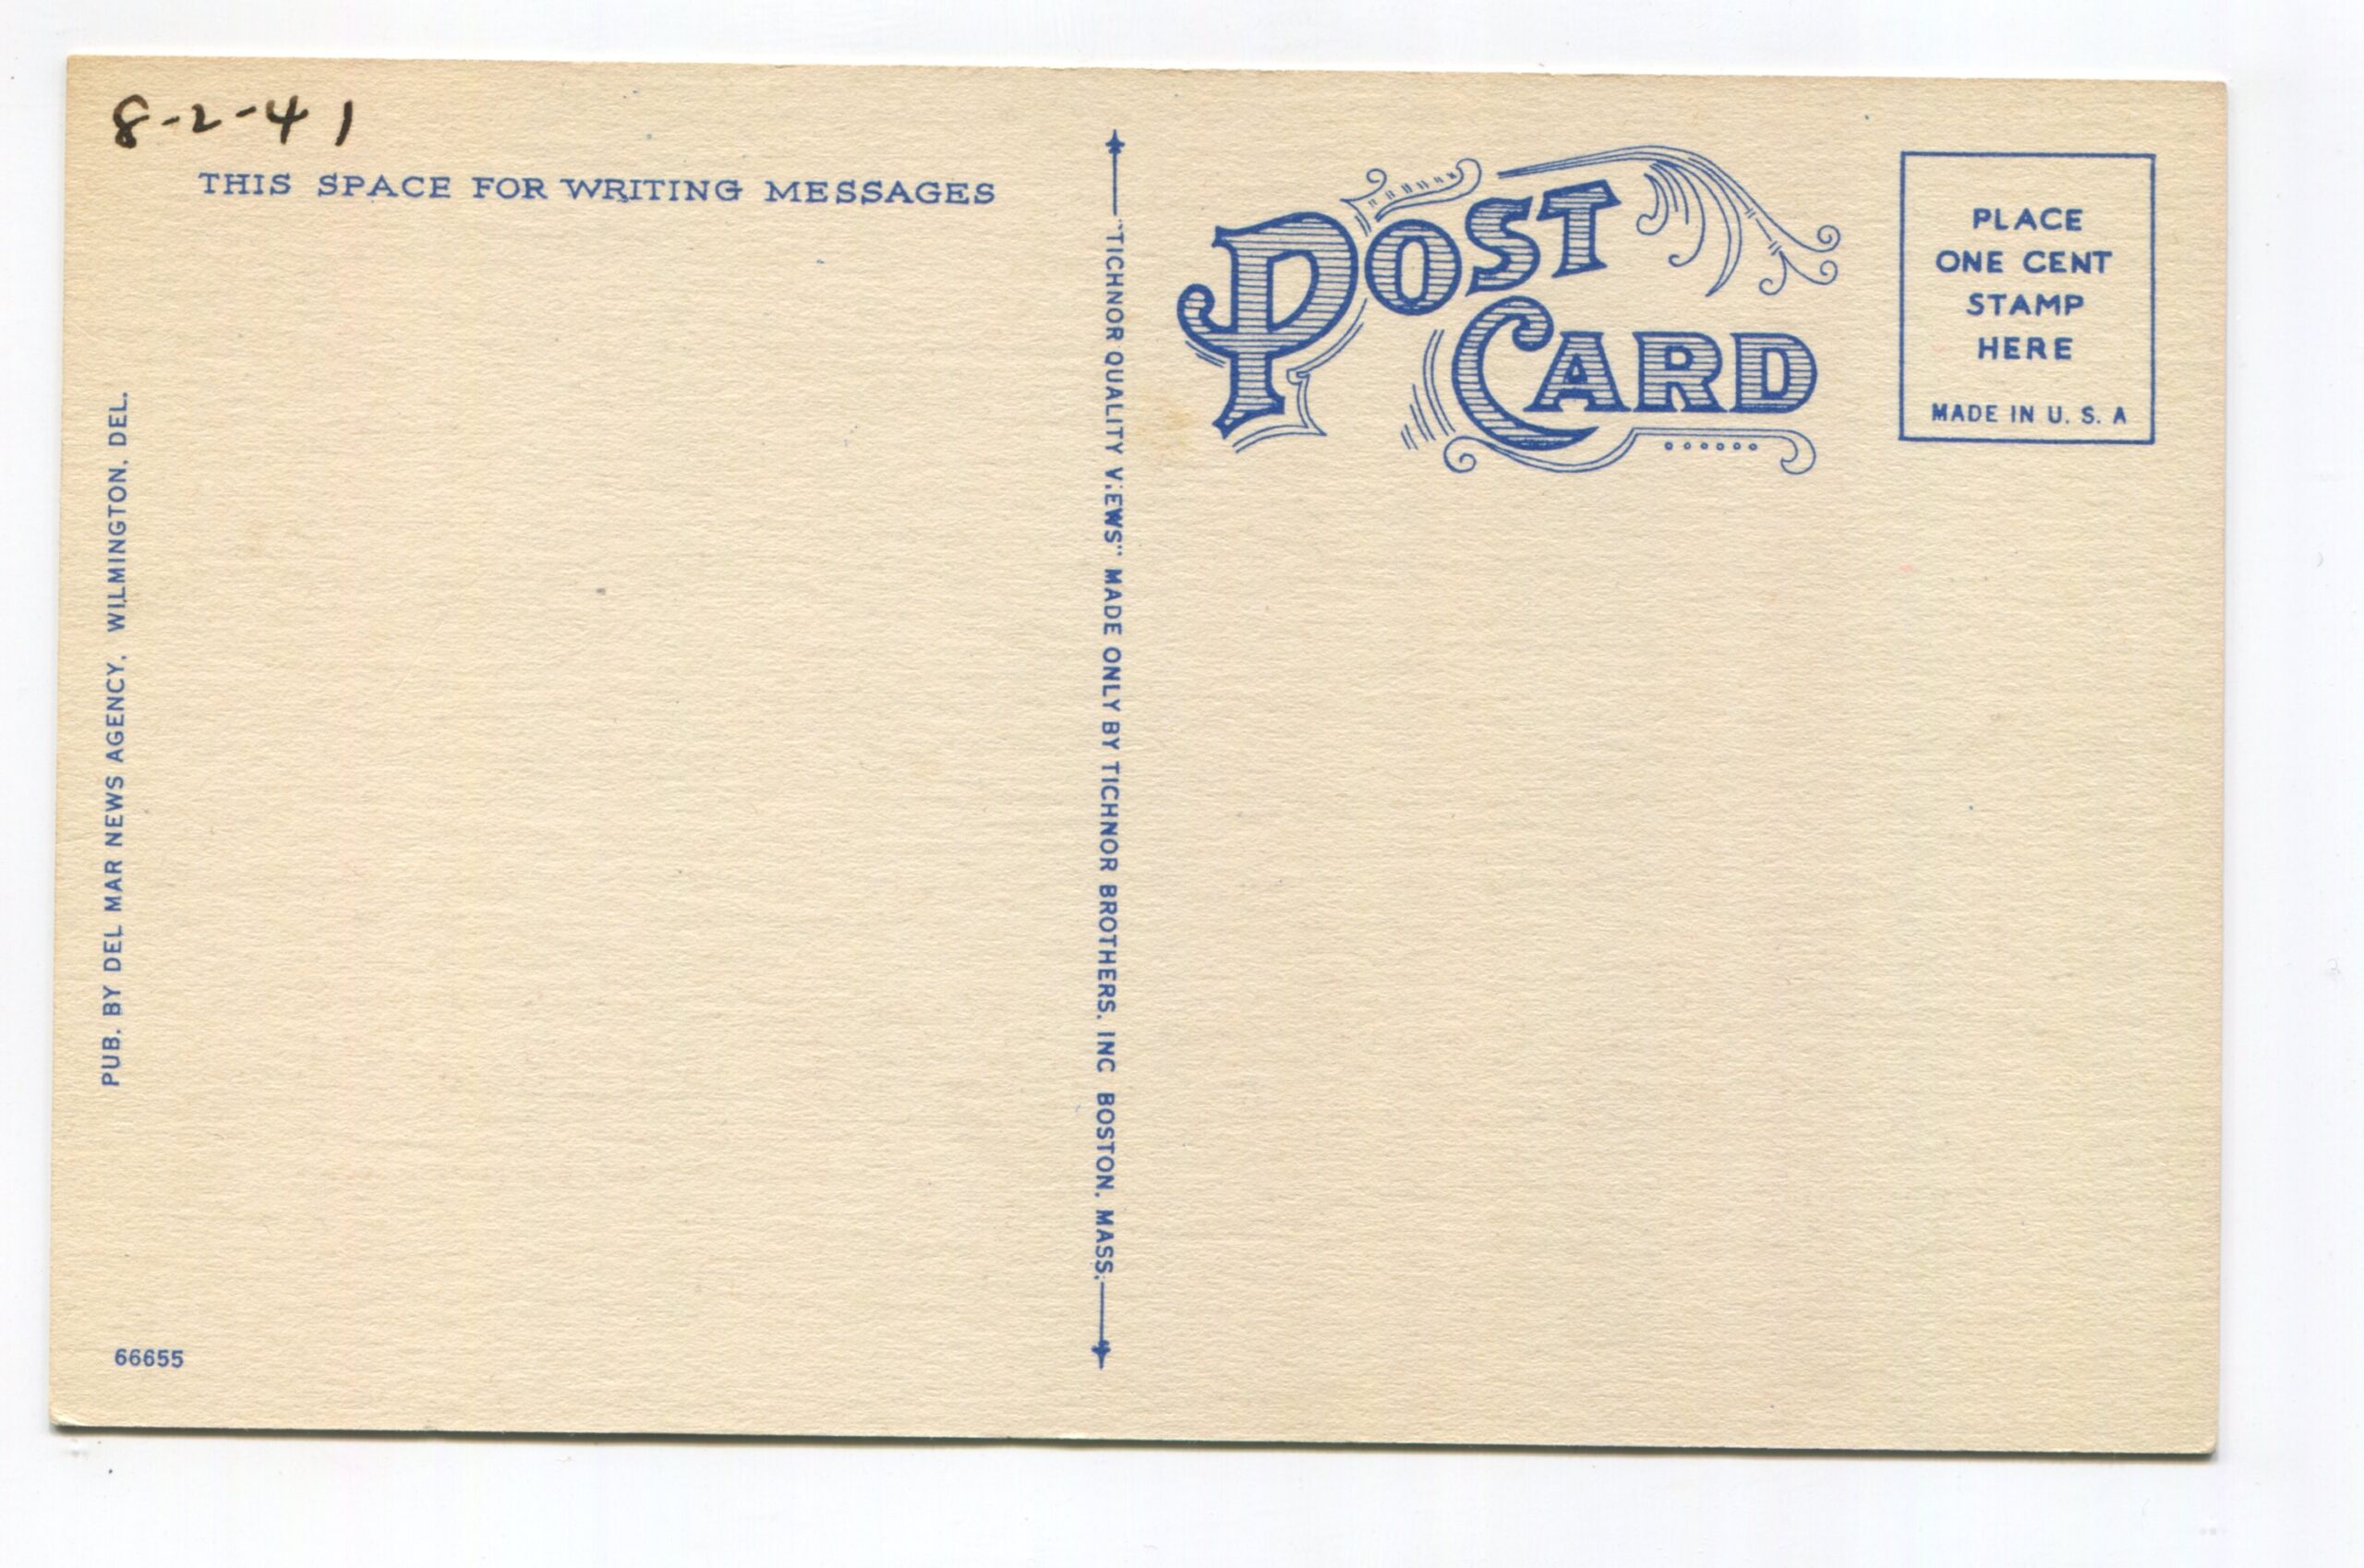 8-2-41
THIS SPACE FOR WRITING MESSAGES
PUB. BY DEL MAR NEWS AGENCY, WILMINGTON, DEL.
66655
"TICHNOR QUALITY VIEWS" MADE ONLY BY TICHNOR BROTHERS, INC BOSTON, MASS.
POST
CARD
PLACE
ONE CENT
STAMP
HERE
MADE IN U. S. A